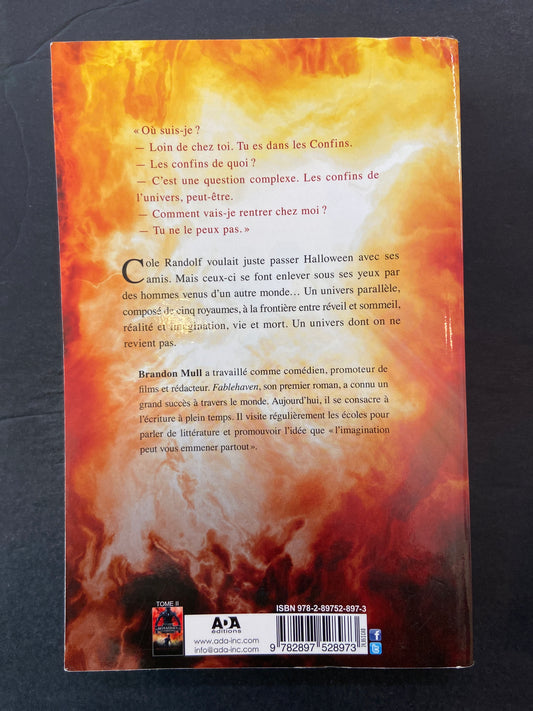 « Où suis-je ?
— Loin de chez toi. Tu es dans les Confins.
— Les confins de quoi ?
— C'est une question complexe. Les confins de
l'univers, peut-être.
— Comment vais-je rentrer chez moi ?
— Tu ne le peux pas. »
Cole Randolf voulait juste passer Halloween avec ses
amis. Mais ceux-ci se font enlever sous ses yeux par
des hommes venus d'un autre monde… Un univers parallèle,
composé de cinq royaumes, à la frontière entre réveil et sommeil,
réalité et imagination, vie et mort. Un univers dont on ne
revient pas.
Brandon Mull a travaillé comme comédien, promoteur de
films et rédacteur. Fablehaven, son premier roman, a connu un
grand succès à travers le monde. Aujourd'hui, il se consacre à
l'écriture à plein temps. Il visite régulièrement les écoles pour
parler de littérature et promouvoir l'idée que « l'imagination
peut vous emmener partout ».
TOME II
ADA
éditions
www.ada-inc.com
info@ada-inc.com
ISBN 978-2-89752-897-3
9 782897 528973